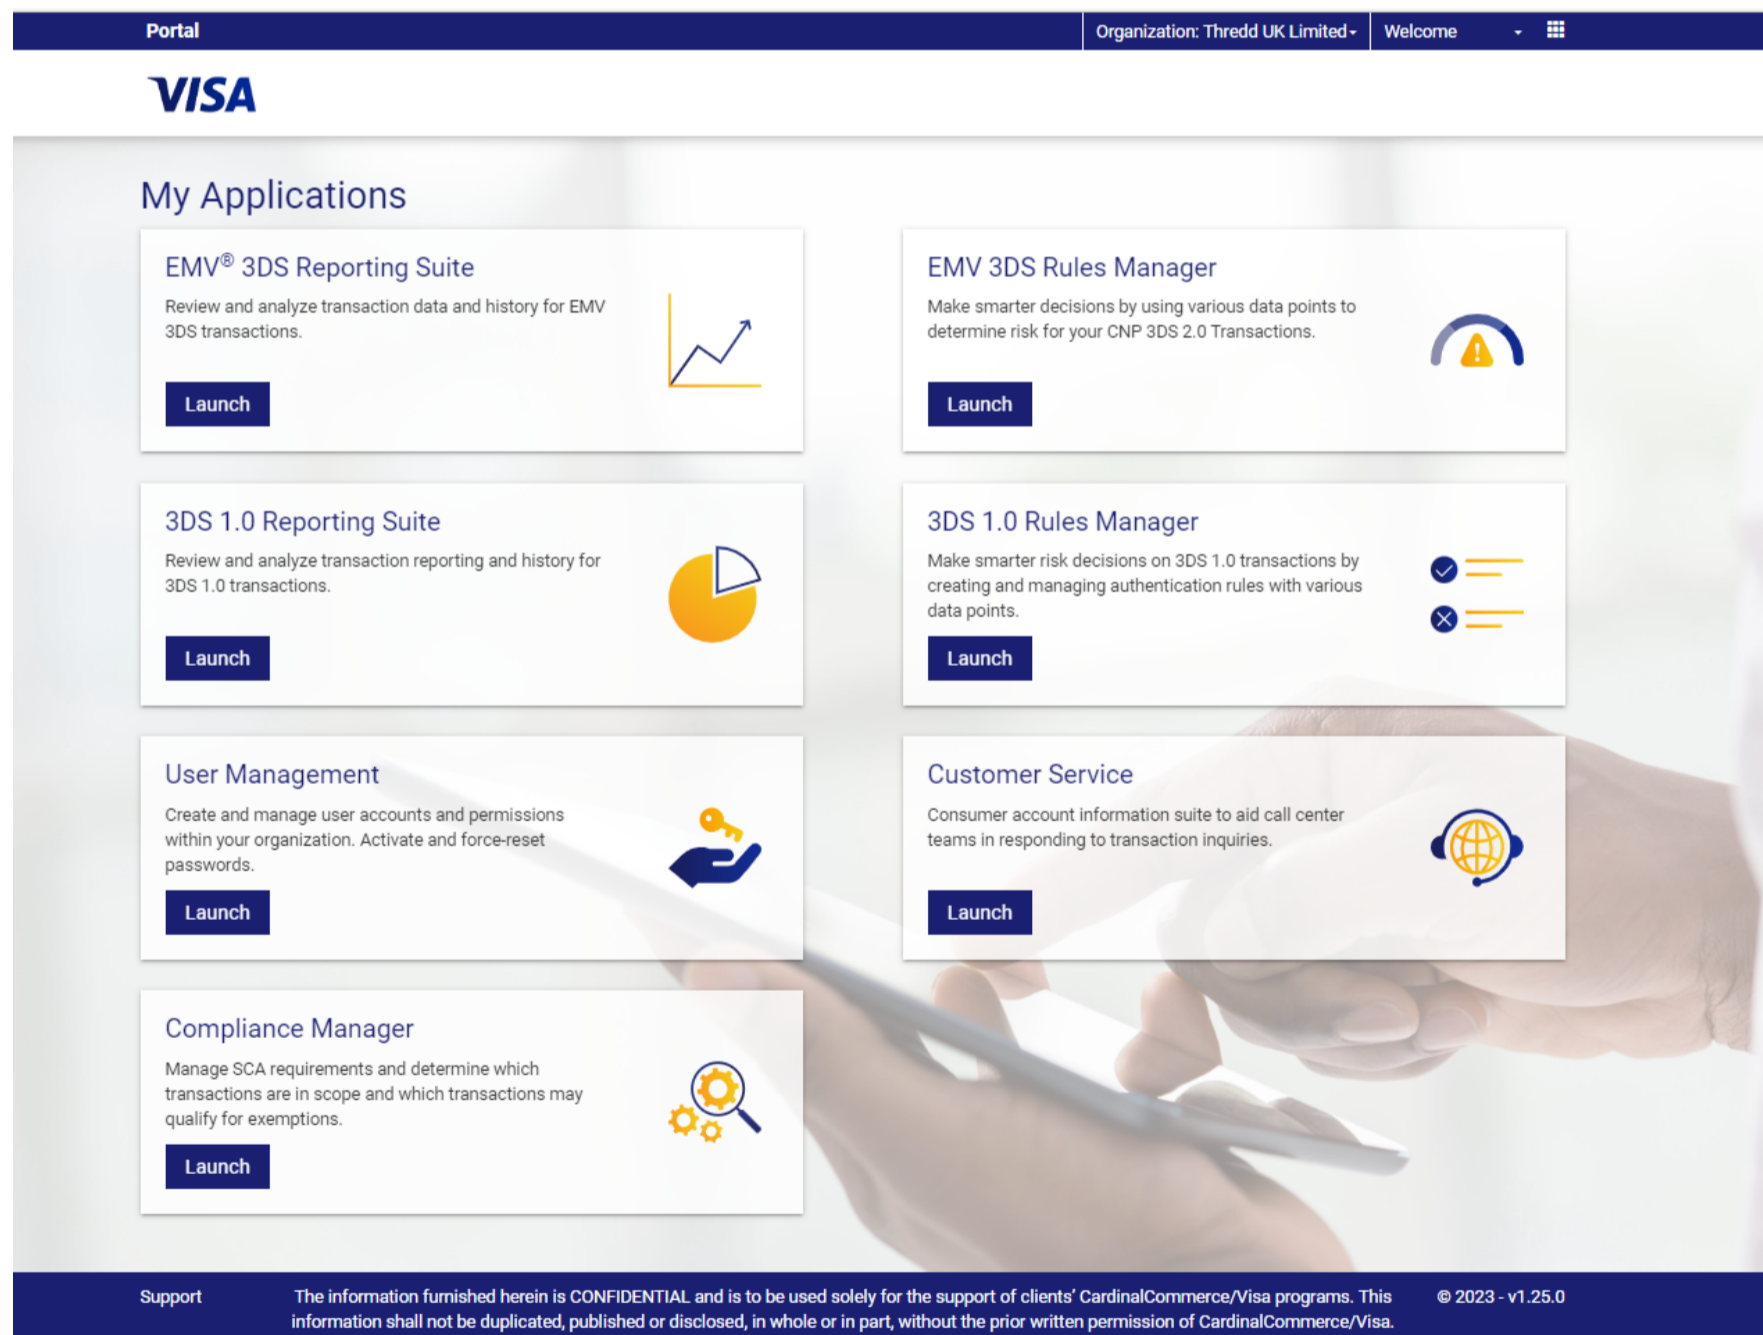 Portal
Organization: Thredd UK Limited
Welcome
VISA
My Applications
EMV® 3DS Reporting Suite
Review and analyze transaction data and history for EMV
3DS transactions.
Launch
EMV 3DS Rules Manager
Make smarter decisions by using various data points to
determine risk for your CNP 3DS 2.0 Transactions.
Launch
3DS 1.0 Reporting Suite
Review and analyze transaction reporting and history for
3DS 1.0 transactions.
Launch
3DS 1.0 Rules Manager
Make smarter risk decisions on 3DS 1.0 transactions by
creating and managing authentication rules with various
data points.
Launch
User Management
Create and manage user accounts and permissions
within your organization. Activate and force-reset
passwords.
Launch
Customer Service
Consumer account information suite to aid call center
teams in responding to transaction inquiries.
Launch
Compliance Manager
Manage SCA requirements and determine which
transactions are in scope and which transactions may
qualify for exemptions.
Launch
Support
The information furnished herein is CONFIDENTIAL and is to be used solely for the support of clients' CardinalCommerce/Visa programs. This
information shall not be duplicated, published or disclosed, in whole or in part, without the prior written permission of CardinalCommerce/Visa.
© 2023 - v1.25.0